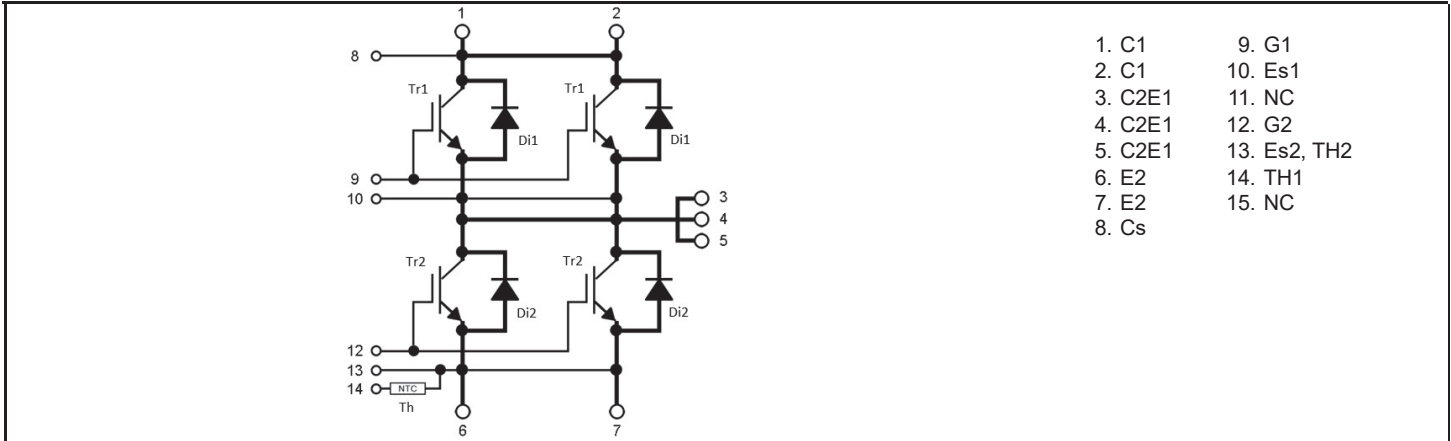 1
2
8
Tr1
Tr1
Di1
Di1
9
10
3
4
5
Tr2
Tr2
Di2
Di2
12
13
14
NTC
Th
6
7
1. C1
2. C1
3. C2E1
4. C2E1
5. C2E1
6. E2
7. E2
8. Cs
9. G1
10. Es1
11. NC
12. G2
13. Es2, TH2
14. TH1
15. NC